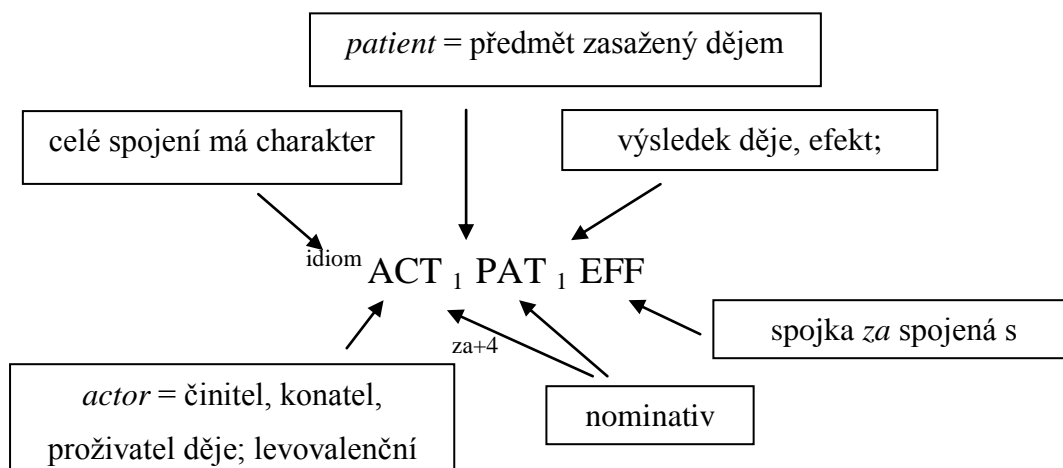 patient = předmět zasažený dějem
celé spojení má charakter
výsledek děje, efekt;
idiom ACT 1 PAT 1 EFF
za+4
spojka za spojená s
actor = činitel, konatel,
proživatel děje; levovalenční
nominativ